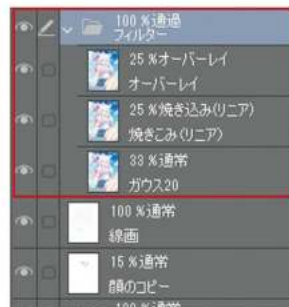 100 %通過
フィルター
25 %オーバーレイ
オーバーレイ
25 %焼き込み(リニア)
焼きこみ(リニア)
33 %通常
ガウス20
100 %通常
線画
15 %通常
顔のコピー
100 %通常